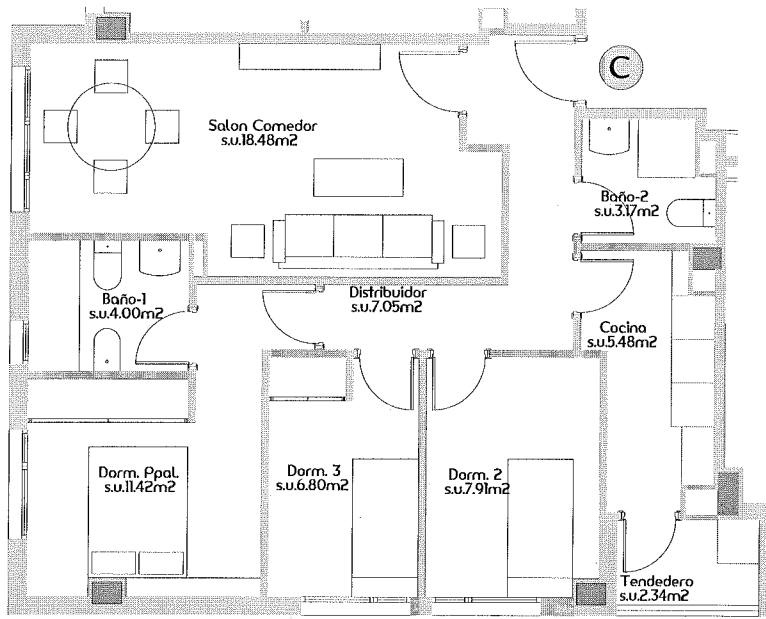 C
Salon Comedor
s.u.18.48m2
Baño-2
s.u.3.17m2
Baño-1
s.u.4.00m2
Distribuidor
s.u.7.05m2
Cocina
s.u.5.48m2
Dorm. Ppal.
s.u.11.42m2
Dorm. 3
s.u.6.80m2
Dorm. 2
s.u.7.91m2
Tendedero
s.u.2.34m2